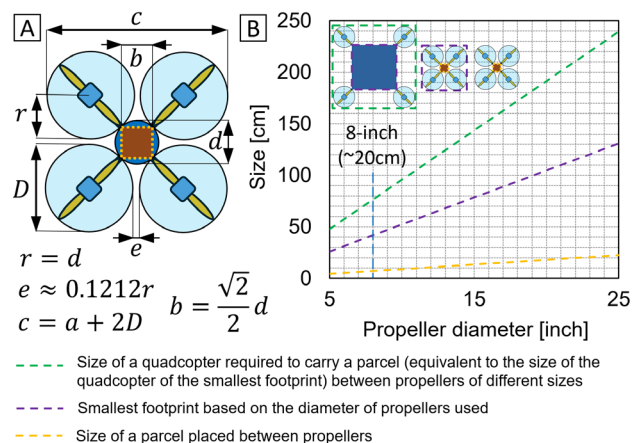 A
c
b
r
d
D
e
r = d
e ≈ 0.1212r
c = a + 2D
b = √2/2 d
B
250
200
150
100
50
0
Size [cm]
8-inch
(~20cm)
5
15
25
Propeller diameter [inch]
Size of a quadcopter required to carry a parcel (equivalent to the size of the
quadcopter of the smallest footprint) between propellers of different sizes
Smallest footprint based on the diameter of propellers used
Size of a parcel placed between propellers